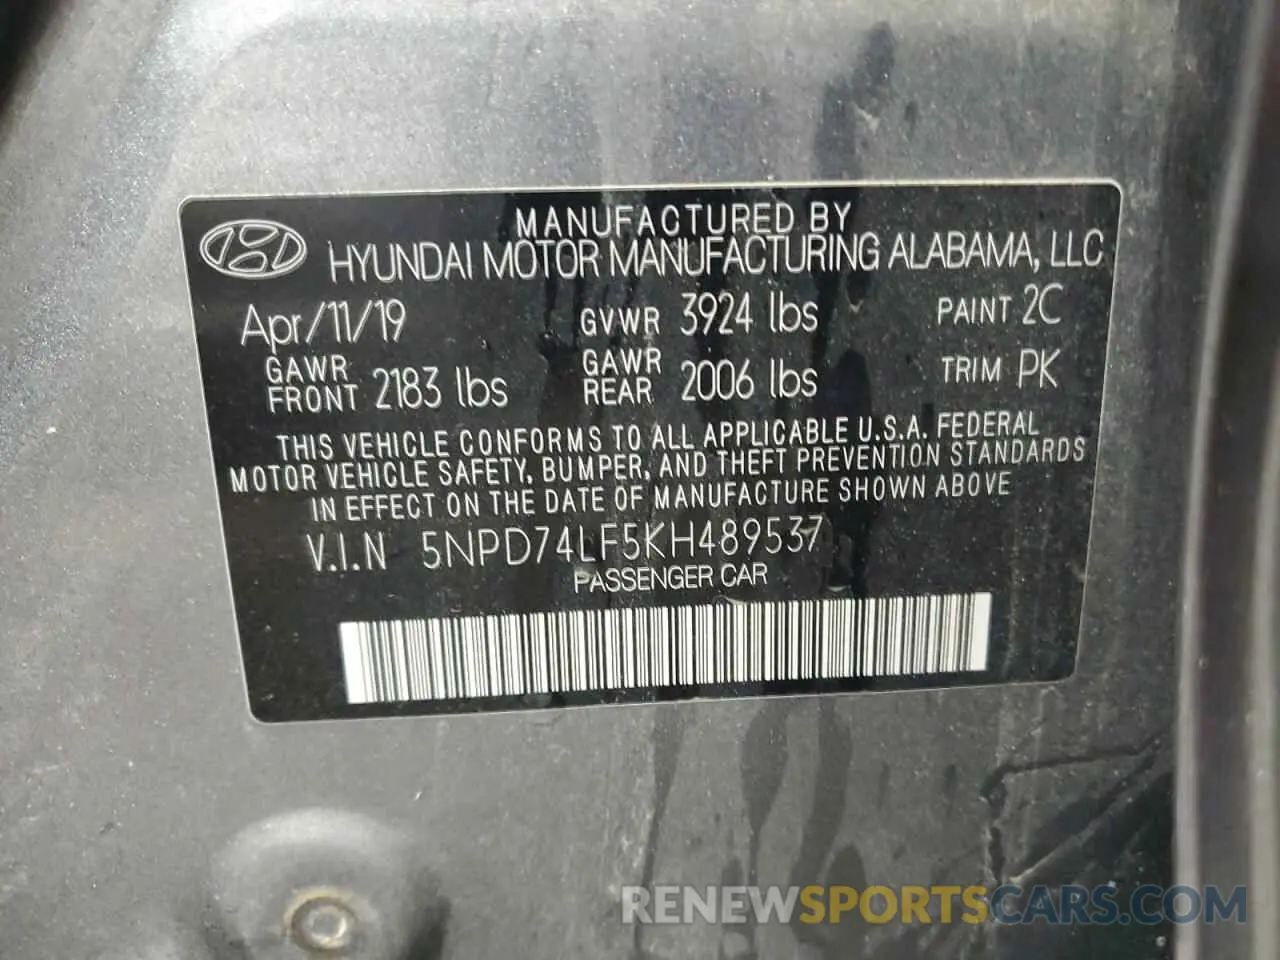 MANUFACTURED BY
HYUNDAI MOTOR MANUFACTURING ALABAMA, LLC
Apr/11/19 GVWR 3924 lbs PAINT 2C
GAWR FRONT 2183 lbs GAWR REAR 2006 lbs TRIM PK
THIS VEHICLE CONFORMS TO ALL APPLICABLE U.S.A. FEDERAL
MOTOR VEHICLE SAFETY, BUMPER, AND THEFT PREVENTION STANDARDS
IN EFFECT ON THE DATE OF MANUFACTURE SHOWN ABOVE
V.I.N 5NPD74LF5KH489537
PASSENGER CAR
RENEWSPORTSCARS.COM